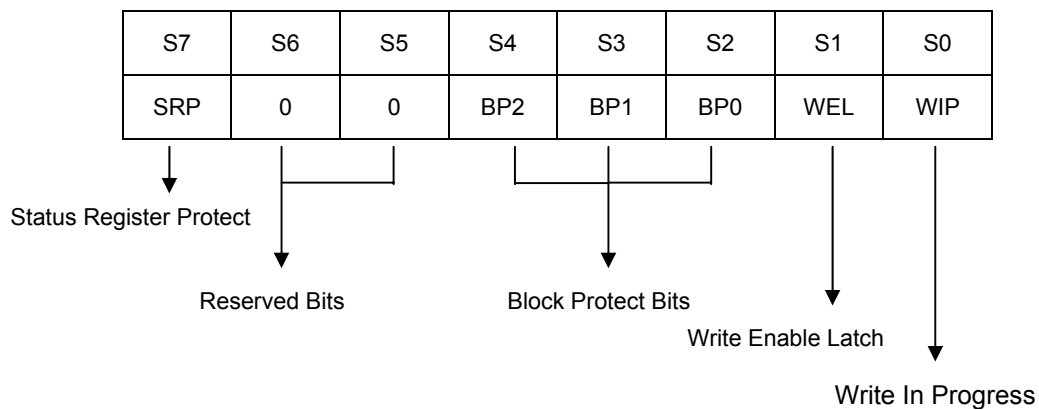 S7 S6 S5 S4 S3 S2 S1 S0
SRP 0 0 BP2 BP1 BP0 WEL WIP
Status Register Protect
Reserved Bits Block Protect Bits
Write Enable Latch
Write In Progress